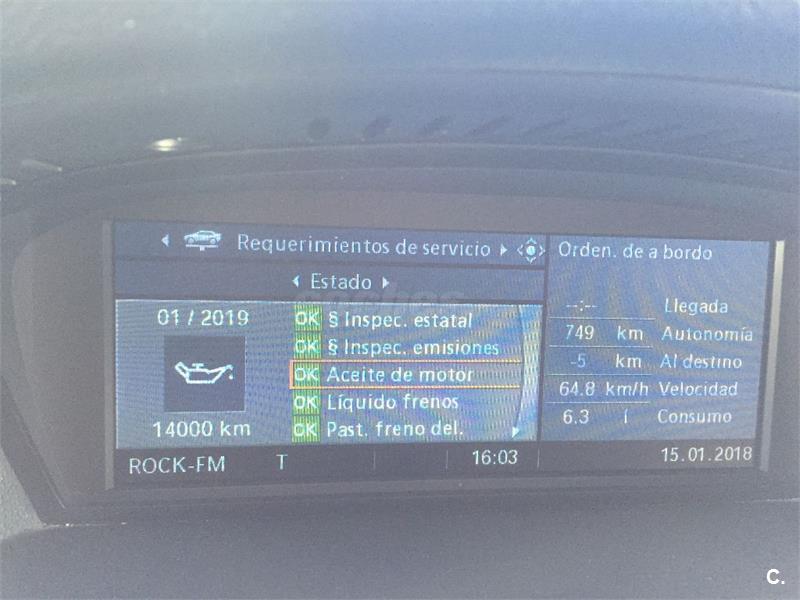 Requerimientos de servicio
Estado
01 / 2019
14000 km
OK § Inspec. estatal
OK § Inspec. emisiones
OK Aceite de motor
OK Líquido frenos
OK Past. freno del.
Orden. de a bordo
--:-- Llegada
749 km Autonomía
-5 km Al destino
64.8 km/h Velocidad
6.3 l Consumo
ROCK-FM T 16:03 15.01.2018
coches
C.